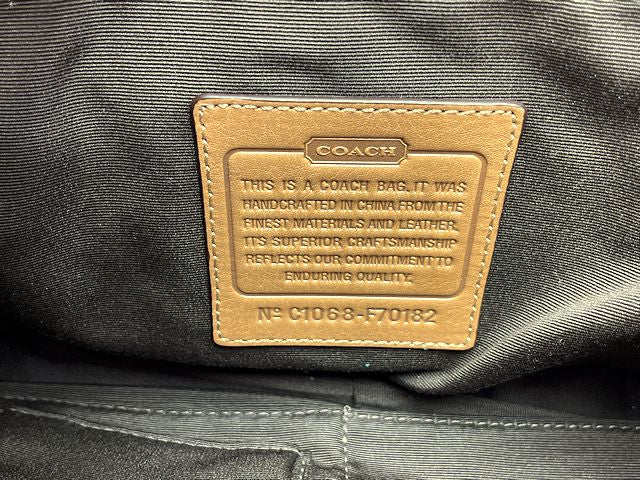 COACH
THIS IS A COACH BAG. IT WAS
HANDCRAFTED IN CHINA FROM THE
FINEST MATERIALS AND LEATHER.
ITS SUPERIOR CRAFTSMANSHIP
REFLECTS OUR COMMITMENT TO
ENDURING QUALITY.
Nº C1068-F70182